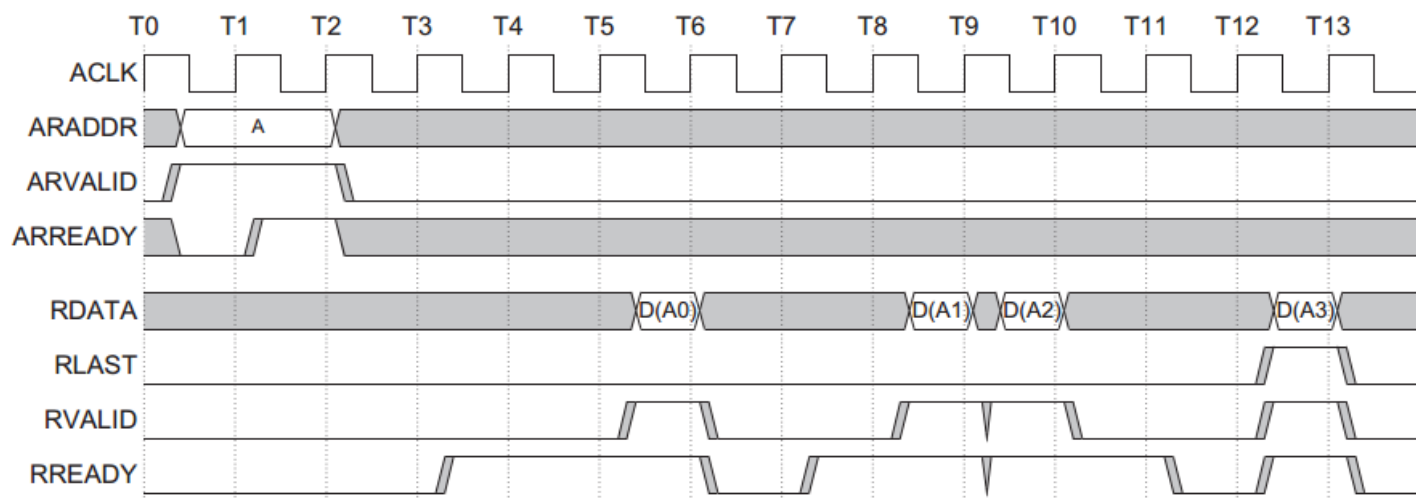 T0 T1 T2 T3 T4 T5 T6 T7 T8 T9 T10 T11 T12 T13
ACLK
ARADDR A
ARVALID
ARREADY
RDATA D(A0) D(A1) D(A2) D(A3)
RLAST
RVALID
RREADY